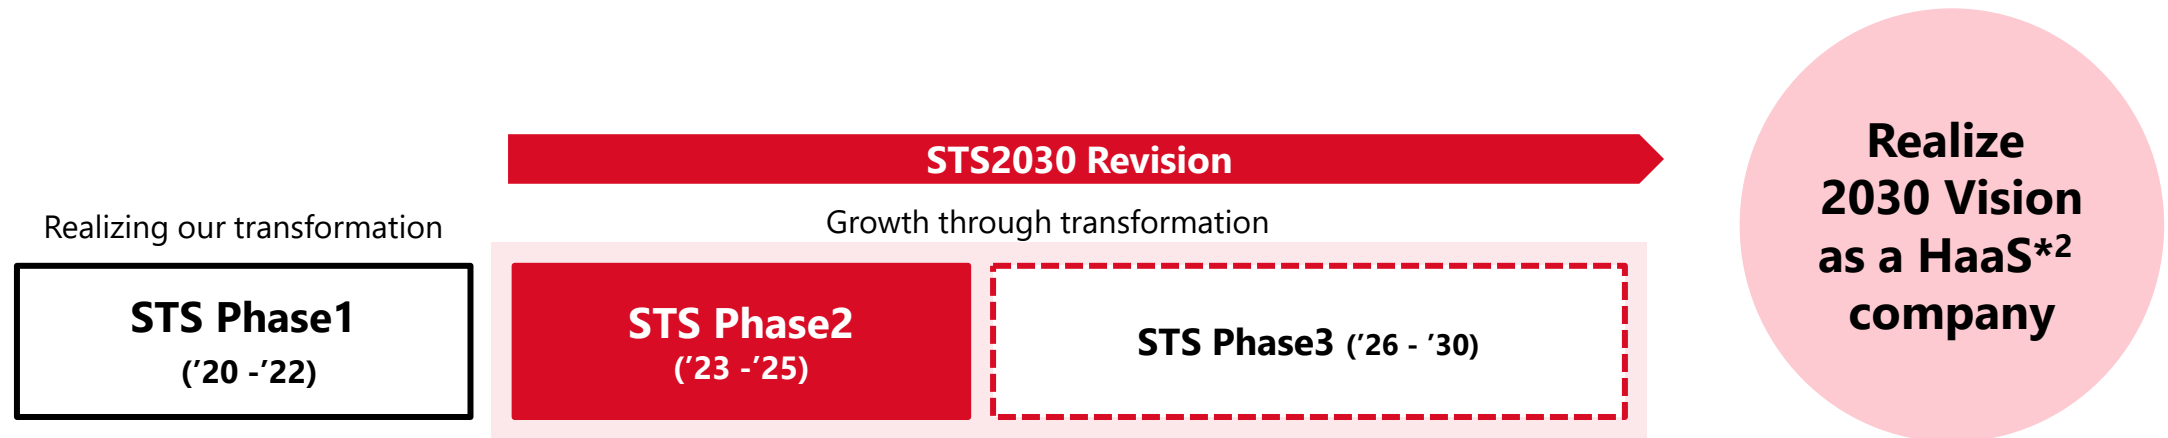 STS2030 Revision
Realizing our transformation
Growth through transformation
STS Phase1
(’20 -’22)
STS Phase2
(’23 -’25)
STS Phase3 (’26 - ’30)
Realize
2030 Vision
as a HaaS*2
company